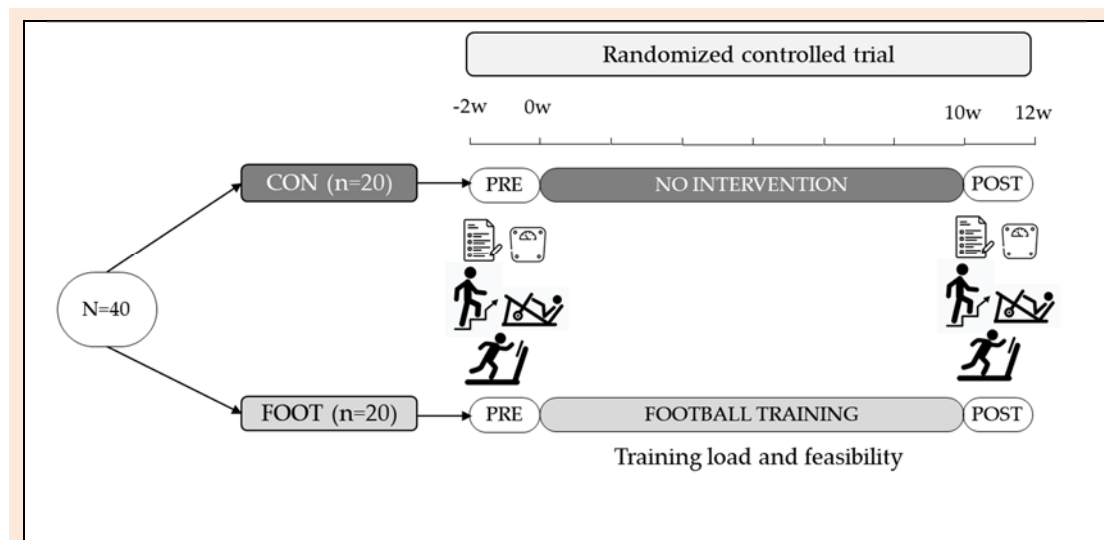 Randomized controlled trial
-2w 0w 10w 12w
CON (n=20) PRE NO INTERVENTION POST
N=40
FOOT (n=20) PRE FOOTBALL TRAINING POST
Training load and feasibility